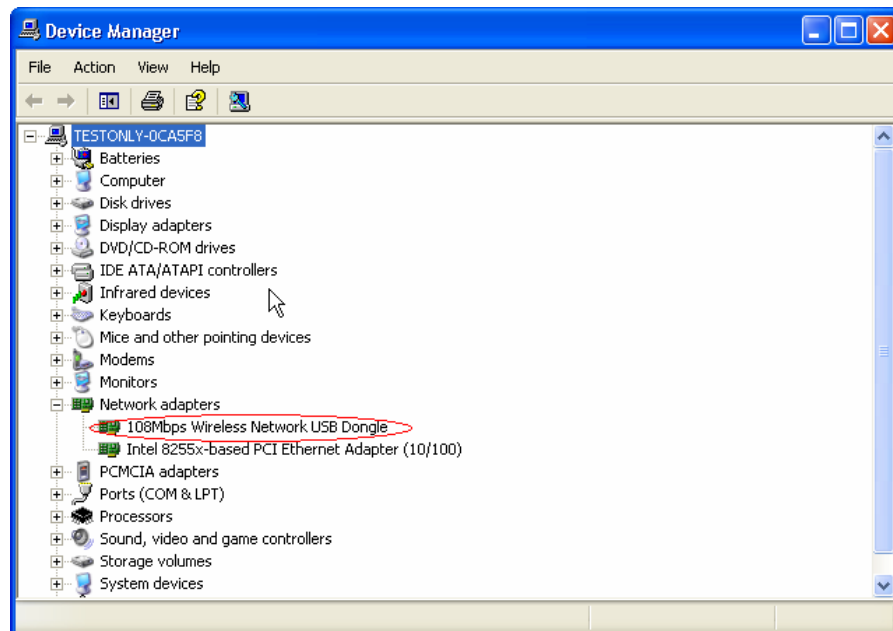 Device Manager
File Action View Help
TESTONLY-0CA5F8
Batteries
Computer
Disk drives
Display adapters
DVD/CD-ROM drives
IDE ATA/ATAPI controllers
Infrared devices
Keyboards
Mice and other pointing devices
Modems
Monitors
Network adapters
108Mbps Wireless Network USB Dongle
Intel 8255x-based PCI Ethernet Adapter (10/100)
PCMCIA adapters
Ports (COM & LPT)
Processors
Sound, video and game controllers
Storage volumes
System devices